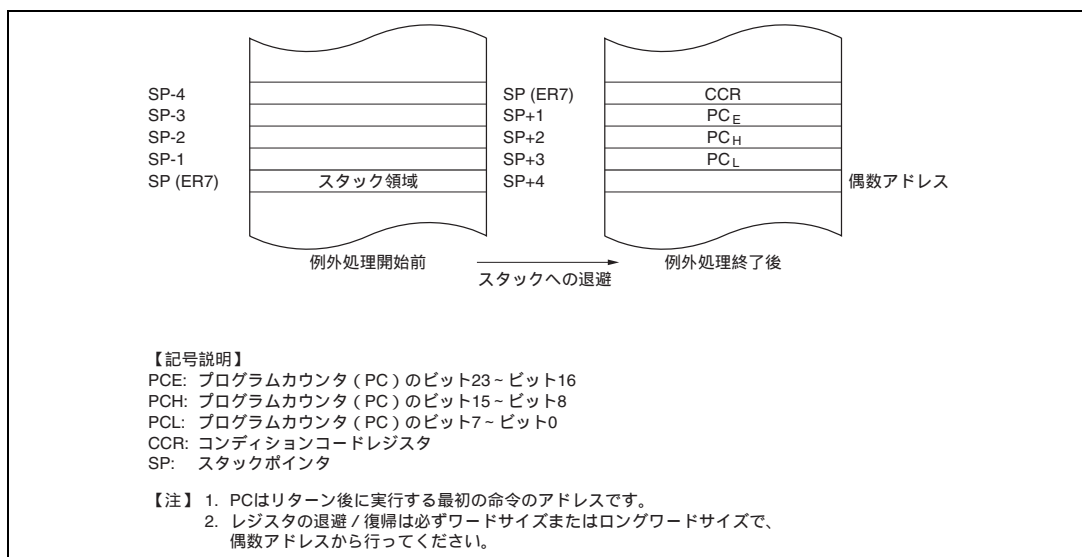 SP-4 SP (ER7) CCR
SP-3 SP+1 PCE
SP-2 SP+2 PCH
SP-1 SP+3 PCL
SP (ER7) スタック領域 SP+4 偶数アドレス
例外処理開始前 例外処理終了後
スタックへの退避
【記号説明】
PCE: プログラムカウンタ（PC）のビット23～ビット16
PCH: プログラムカウンタ（PC）のビット15～ビット8
PCL: プログラムカウンタ（PC）のビット7～ビット0
CCR: コンディションコードレジスタ
SP: スタックポインタ
【注】 1. PCはリターン後に実行する最初の命令のアドレスです。
2. レジスタの退避 / 復帰は必ずワードサイズまたはロングワードサイズで、
偶数アドレスから行ってください。